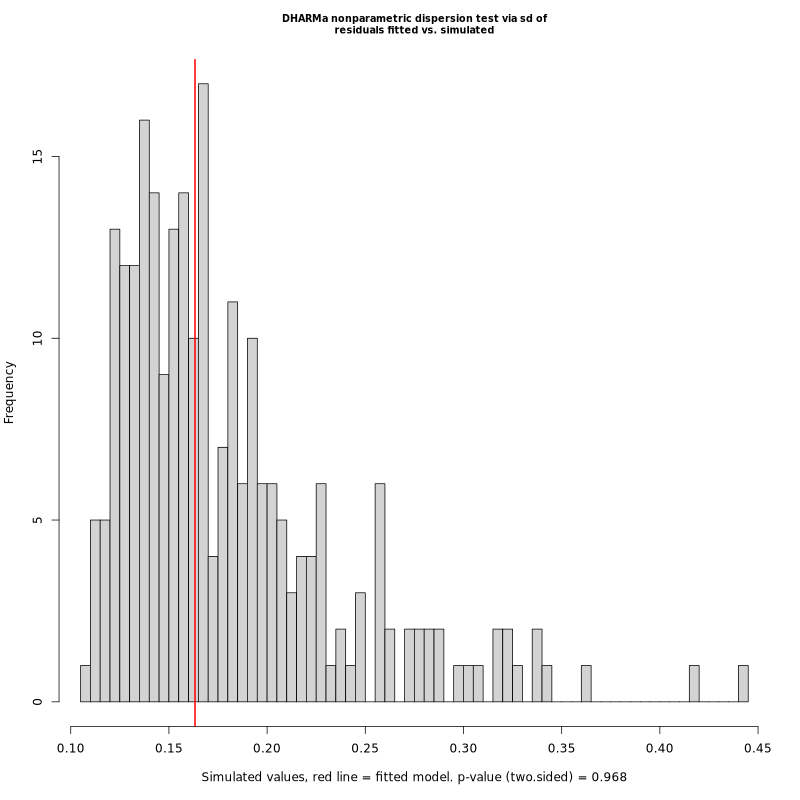 DHARMa nonparametric dispersion test via sd of
residuals fitted vs. simulated
Frequency
15
10
5
0
0.10 0.15 0.20 0.25 0.30 0.35 0.40 0.45
Simulated values, red line = fitted model. p-value (two.sided) = 0.968